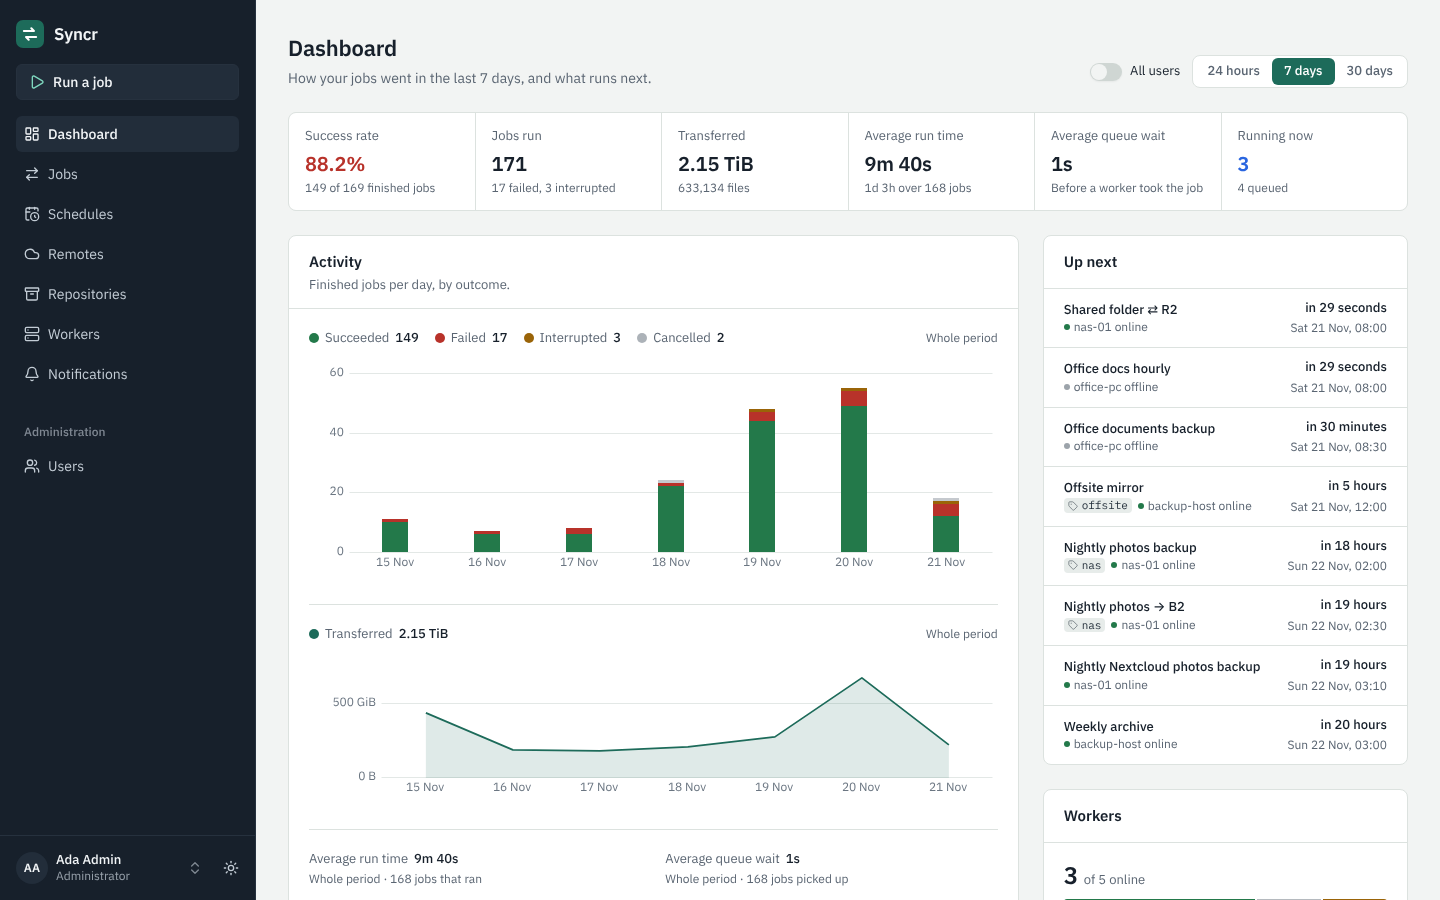 Syncr
Run a job
Dashboard
Jobs
Schedules
Remotes
Repositories
Workers
Notifications
Administration
Users
AA
Ada Admin
Administrator
Dashboard
How your jobs went in the last 7 days, and what runs next.
All users
24 hours
7 days
30 days
Success rate
88.2%
149 of 169 finished jobs
Jobs run
171
17 failed, 3 interrupted
Transferred
2.15 TiB
633,134 files
Average run time
9m 40s
1d 3h over 168 jobs
Average queue wait
1s
Before a worker took the job
Running now
3
4 queued
Activity
Finished jobs per day, by outcome.
Succeeded 149 Failed 17 Interrupted 3 Cancelled 2 Whole period
60
40
20
0
15 Nov 16 Nov 17 Nov 18 Nov 19 Nov 20 Nov 21 Nov
Transferred 2.15 TiB Whole period
500 GiB
0 B
15 Nov 16 Nov 17 Nov 18 Nov 19 Nov 20 Nov 21 Nov
Average run time 9m 40s
Whole period · 168 jobs that ran
Average queue wait 1s
Whole period · 168 jobs picked up
Up next
Shared folder ⇄ R2 in 29 seconds
nas-01 online Sat 21 Nov, 08:00
Office docs hourly in 29 seconds
office-pc offline Sat 21 Nov, 08:00
Office documents backup in 30 minutes
office-pc offline Sat 21 Nov, 08:30
Offsite mirror in 5 hours
offsite backup-host online Sat 21 Nov, 12:00
Nightly photos backup in 18 hours
nas nas-01 online Sun 22 Nov, 02:00
Nightly photos → B2 in 19 hours
nas nas-01 online Sun 22 Nov, 02:30
Nightly Nextcloud photos backup in 19 hours
nas-01 online Sun 22 Nov, 03:10
Weekly archive in 20 hours
backup-host online Sun 22 Nov, 03:00
Workers
3 of 5 online